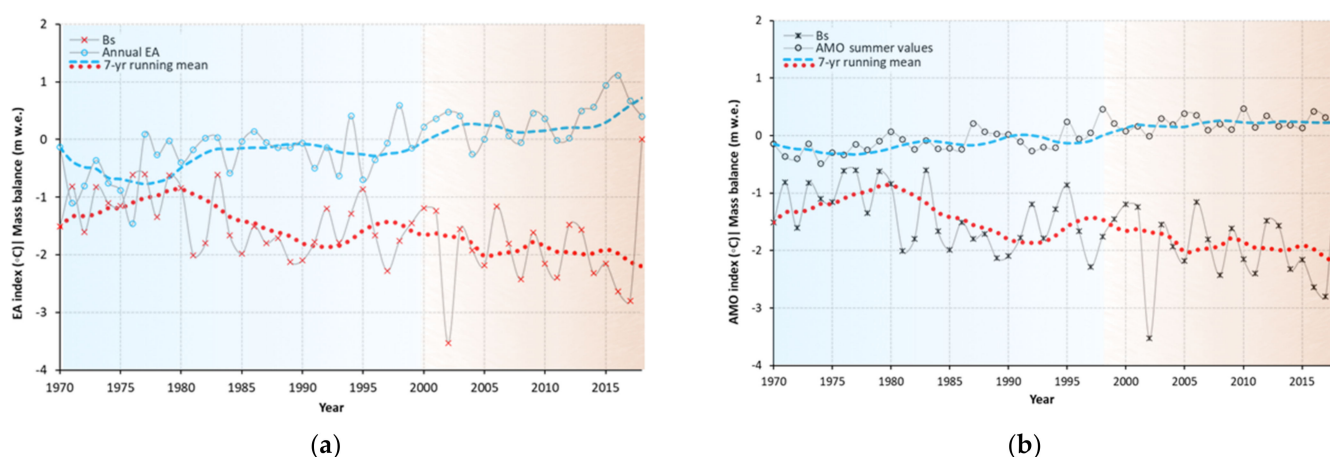 2
1
0
-1
-2
-3
-4
EA index (◦C)| Mass balance (m w.e.)
Bs
Annual EA
7-yr running mean
1970 1975 1980 1985 1990 1995 2000 2005 2010 2015
Year
(a)
2
1
0
-1
-2
-3
-4
AMO index (◦C)| Mass balance (m w.e.)
Bs
AMO summer values
7-yr running mean
1970 1975 1980 1985 1990 1995 2000 2005 2010 2015
Year
(b)